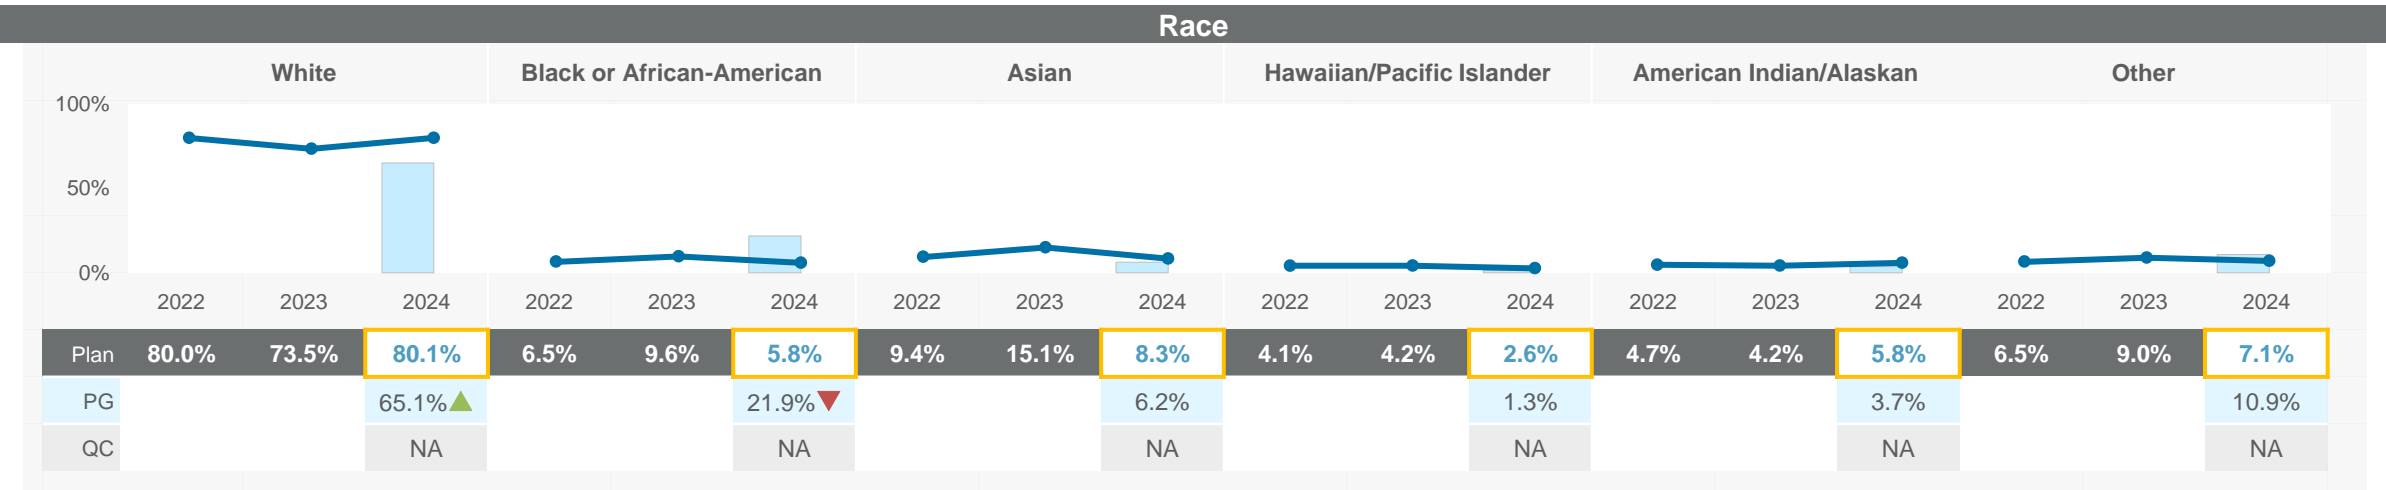 Race
White Black or African-American Asian Hawaiian/Pacific Islander American Indian/Alaskan Other
100%
50%
0%
2022 2023 2024 2022 2023 2024 2022 2023 2024 2022 2023 2024 2022 2023 2024 2022 2023 2024
Plan 80.0% 73.5% 80.1% 6.5% 9.6% 5.8% 9.4% 15.1% 8.3% 4.1% 4.2% 2.6% 4.7% 4.2% 5.8% 6.5% 9.0% 7.1%
PG 65.1% 21.9% 6.2% 1.3% 3.7% 10.9%
QC NA NA NA NA NA NA